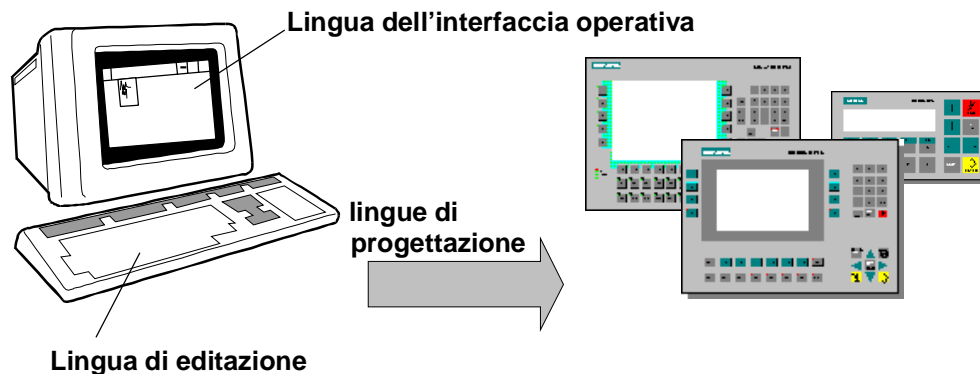 Lingua dell'interfaccia operativa
lingue di
progettazione
Lingua di editazione